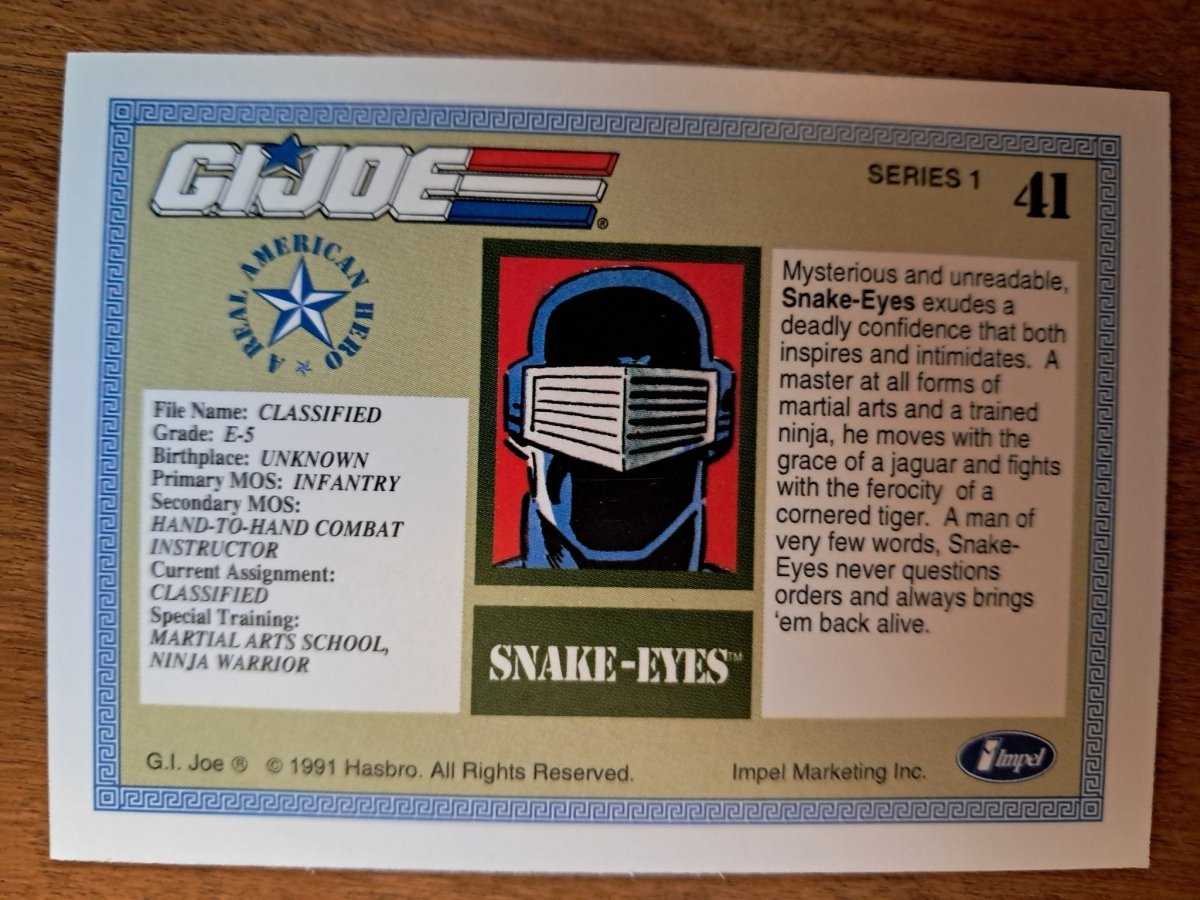 G.I. JOE ®
SERIES 1 41
A REAL AMERICAN HERO
File Name: CLASSIFIED
Grade: E-5
Birthplace: UNKNOWN
Primary MOS: INFANTRY
Secondary MOS:
HAND-TO-HAND COMBAT
INSTRUCTOR
Current Assignment:
CLASSIFIED
Special Training:
MARTIAL ARTS SCHOOL,
NINJA WARRIOR
SNAKE-EYES™
Mysterious and unreadable,
Snake-Eyes exudes a
deadly confidence that both
inspires and intimidates. A
master at all forms of
martial arts and a trained
ninja, he moves with the
grace of a jaguar and fights
with the ferocity of a
cornered tiger. A man of
very few words, Snake-
Eyes never questions
orders and always brings
'em back alive.
G.I. Joe ® © 1991 Hasbro. All Rights Reserved.
Impel Marketing Inc.
Impel